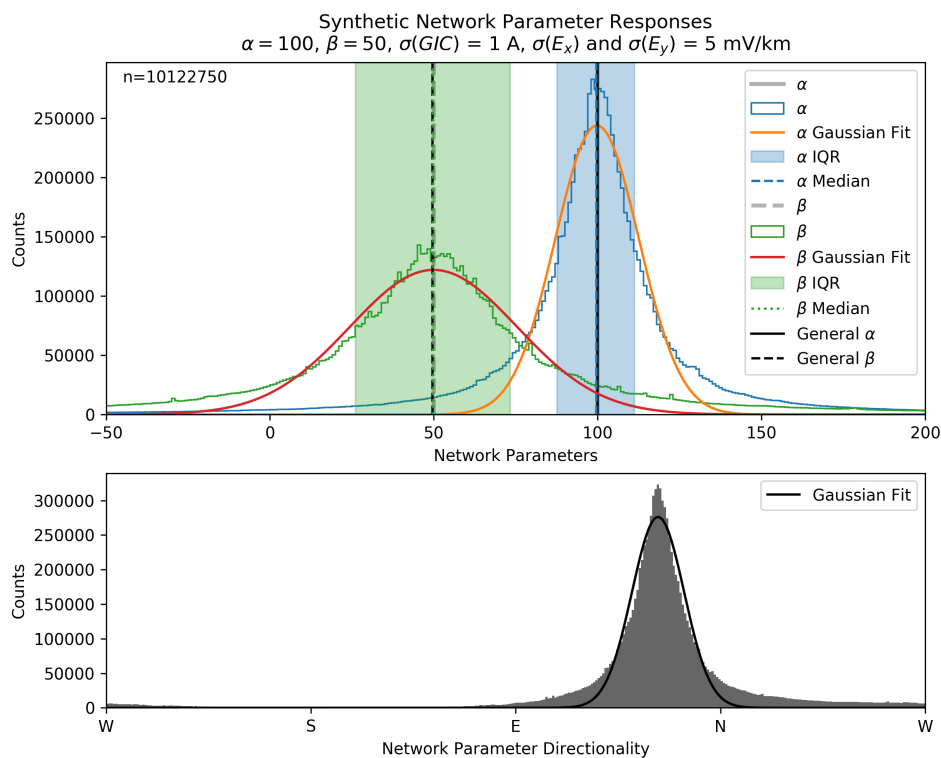 Synthetic Network Parameter Responses
α = 100, β = 50, σ(GIC) = 1 A, σ(Eₓ) and σ(E_y) = 5 mV/km
n=10122750
α
α
α Gaussian Fit
α IQR
α Median
β
β
β Gaussian Fit
β IQR
β Median
General α
General β
250000
200000
150000
100000
50000
0
Counts
−50
0
50
100
150
200
Network Parameters
Gaussian Fit
300000
250000
200000
150000
100000
50000
0
Counts
W
S
E
N
W
Network Parameter Directionality